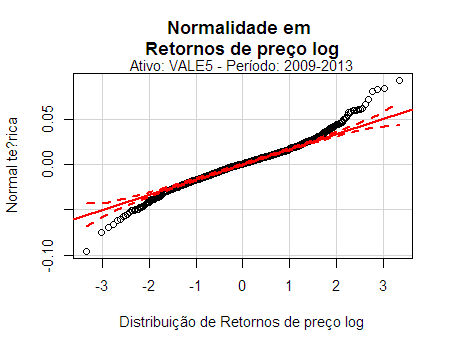 Normalidade em
Retornos de preço log
Ativo: VALE5 - Período: 2009-2013
Normal te?rica
0.05
0.00
-0.10
-3 -2 -1 0 1 2 3
Distribuição de Retornos de preço log